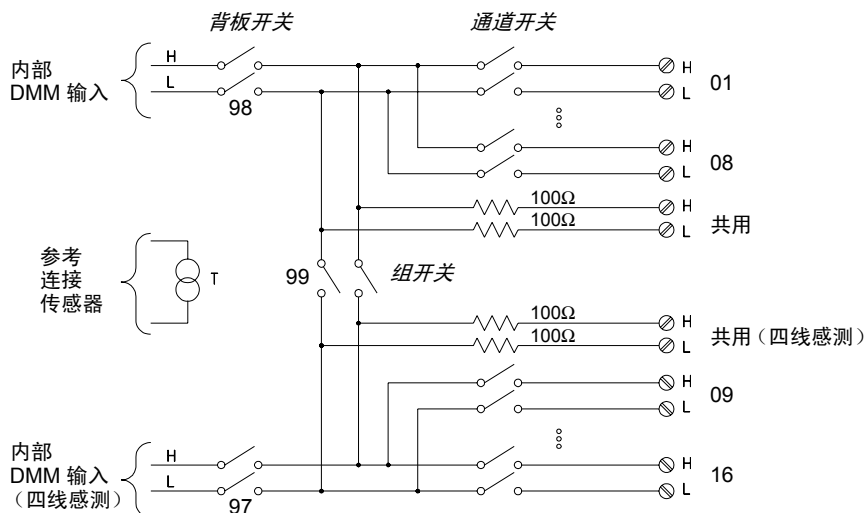 背板开关
通道开关
内部
DMM 输入
H
L
98
H
L
01
H
L
08
100Ω
100Ω
H
L
共用
参考
连接
传感器
T
99
组开关
100Ω
100Ω
H
L
共用（四线感测）
H
L
09
内部
DMM 输入
（四线感测）
H
L
97
H
L
16